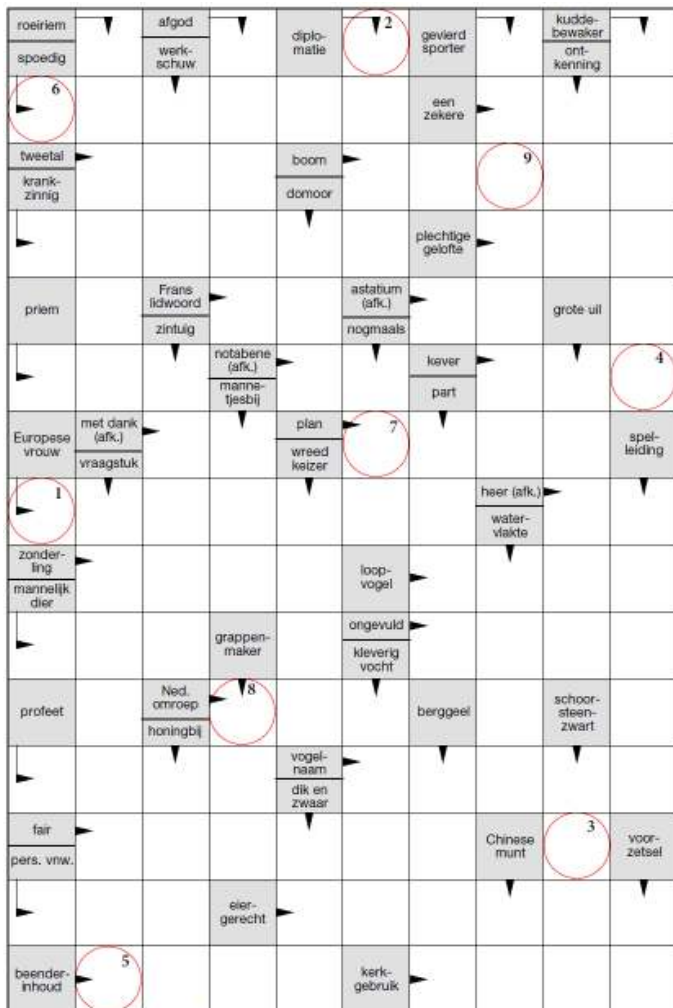 roeiriem
spoedig
afgod
werk-
schuw
diplo-
matie
2
gevierd
sporter
kudde-
bewaker
ont-
kenning
6
een
zekere
tweetal
krank-
zinnig
boom
domoor
9
plechtige
gelofte
priem
Frans
lidwoord
zintuig
astatium
(afk.)
nogmaals
grote uil
notabene
(afk.)
manne-
tjesbij
kever
part
4
Europese
vrouw
met dank
(afk.)
vraagstuk
plan
wreed
keizer
7
spel-
leiding
1
heer (afk.)
water-
vlakte
zonder-
ling
mannelijk
dier
loop-
vogel
grappen-
maker
ongevuld
kleverig
vocht
profeet
Ned.
omroep
honingbij
8
berggeel
schoor-
steen-
zwart
vogel-
naam
dik en
zwaar
fair
pers. vnw.
Chinese
munt
3
voor-
zetsel
eier-
gerecht
beender-
inhoud
5
kerk-
gebruik